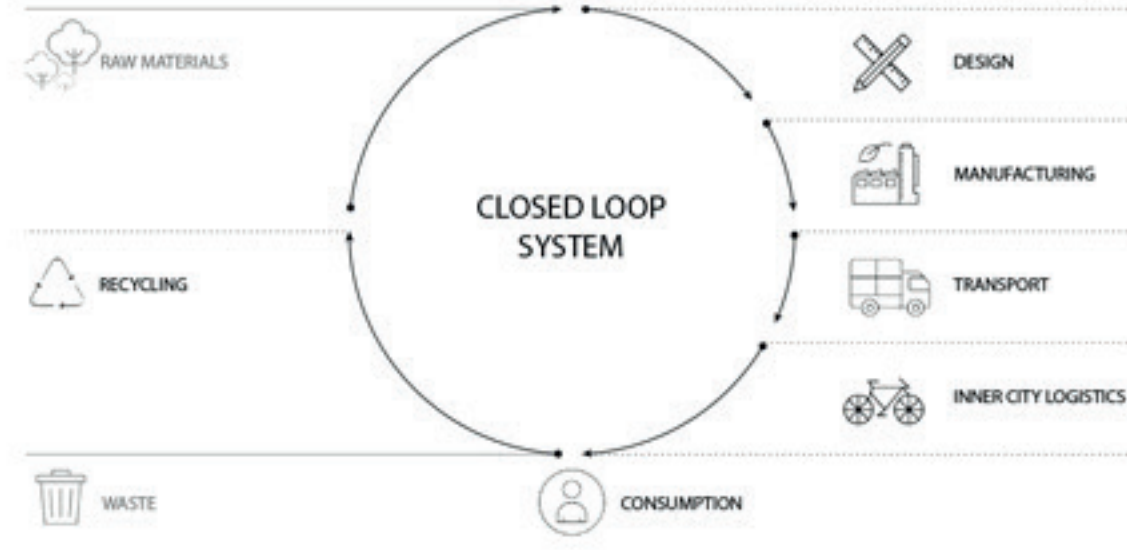 RAW MATERIALS
DESIGN
MANUFACTURING
CLOSED LOOP
SYSTEM
RECYCLING
TRANSPORT
INNER CITY LOGISTICS
WASTE
CONSUMPTION